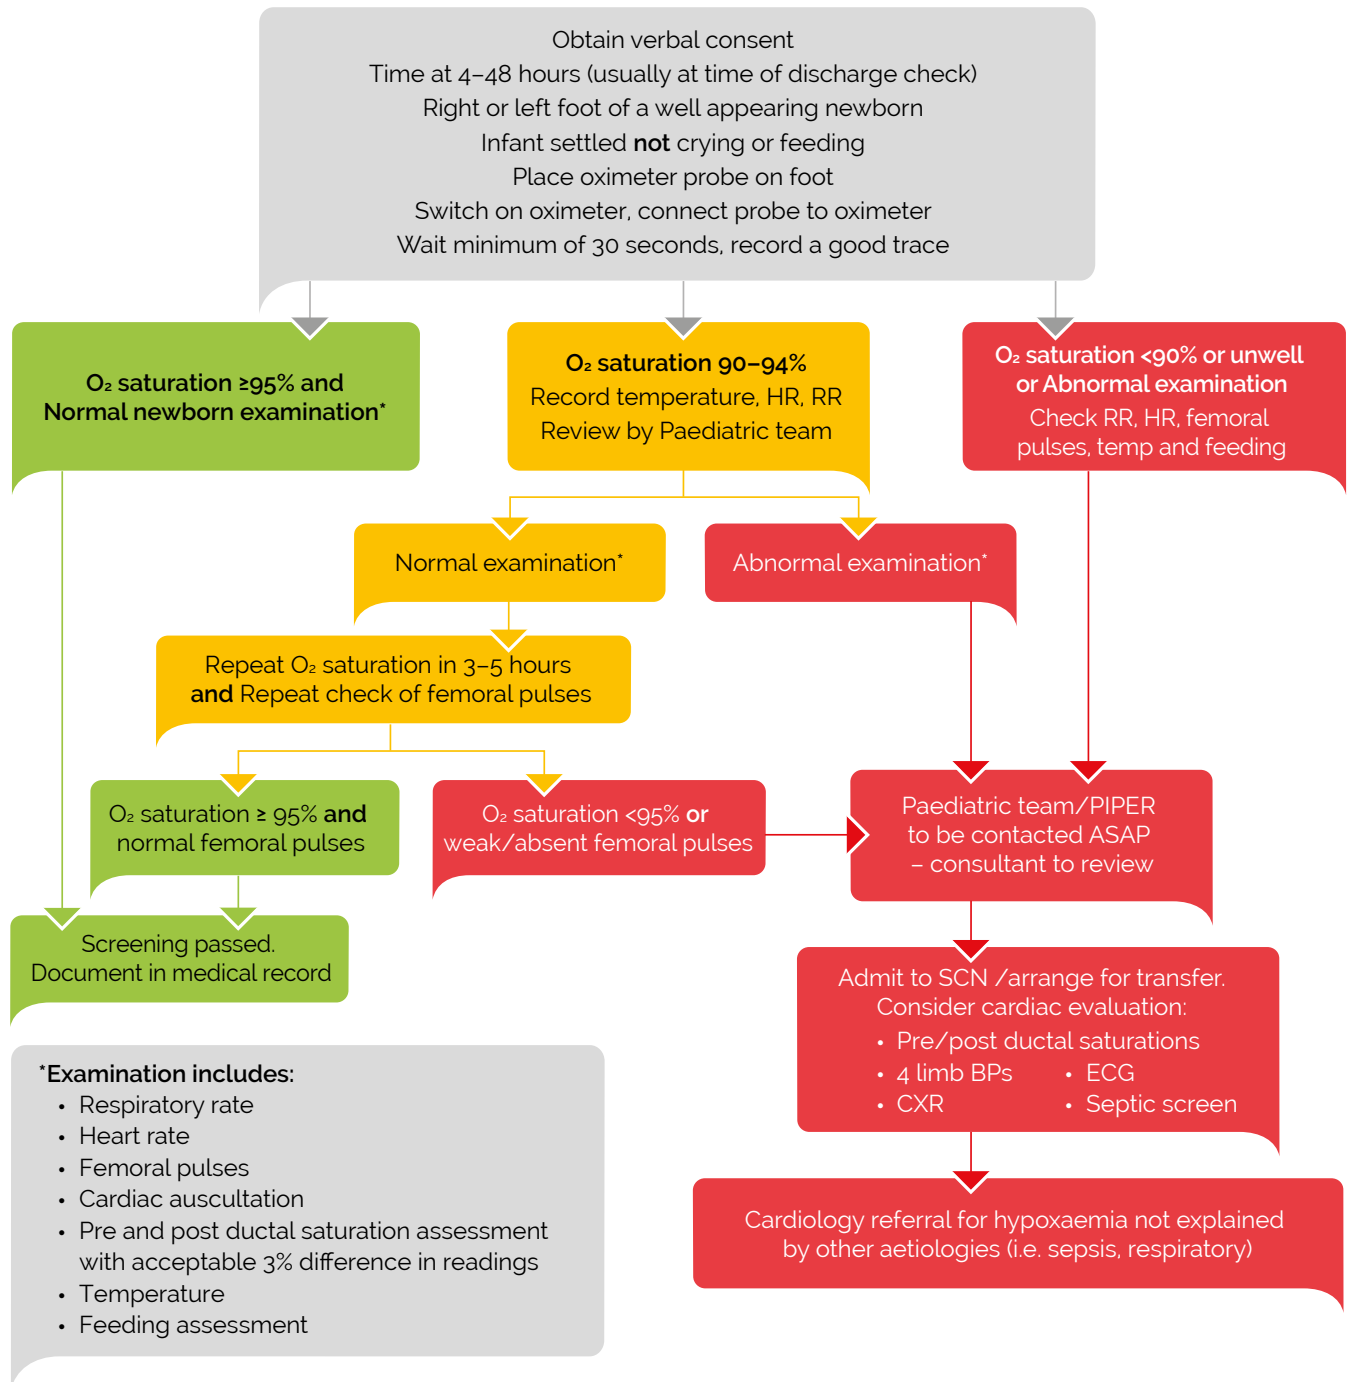 Obtain verbal consent
Time at 4–48 hours (usually at time of discharge check)
Right or left foot of a well appearing newborn
Infant settled not crying or feeding
Place oximeter probe on foot
Switch on oximeter, connect probe to oximeter
Wait minimum of 30 seconds, record a good trace
O₂ saturation ≥95% and
Normal newborn examination*
O₂ saturation 90–94%
Record temperature, HR, RR
Review by Paediatric team
O₂ saturation <90% or unwell
or Abnormal examination
Check RR, HR, femoral
pulses, temp and feeding
Normal examination*
Abnormal examination*
Repeat O₂ saturation in 3–5 hours
and Repeat check of femoral pulses
O₂ saturation ≥ 95% and
normal femoral pulses
O₂ saturation <95% or
weak/absent femoral pulses
Paediatric team/PIPER
to be contacted ASAP
– consultant to review
Screening passed.
Document in medical record
Admit to SCN /arrange for transfer.
Consider cardiac evaluation:
• Pre/post ductal saturations
• 4 limb BPs • ECG
• CXR • Septic screen
Cardiology referral for hypoxaemia not explained
by other aetiologies (i.e. sepsis, respiratory)
*Examination includes:
• Respiratory rate
• Heart rate
• Femoral pulses
• Cardiac auscultation
• Pre and post ductal saturation assessment
with acceptable 3% difference in readings
• Temperature
• Feeding assessment